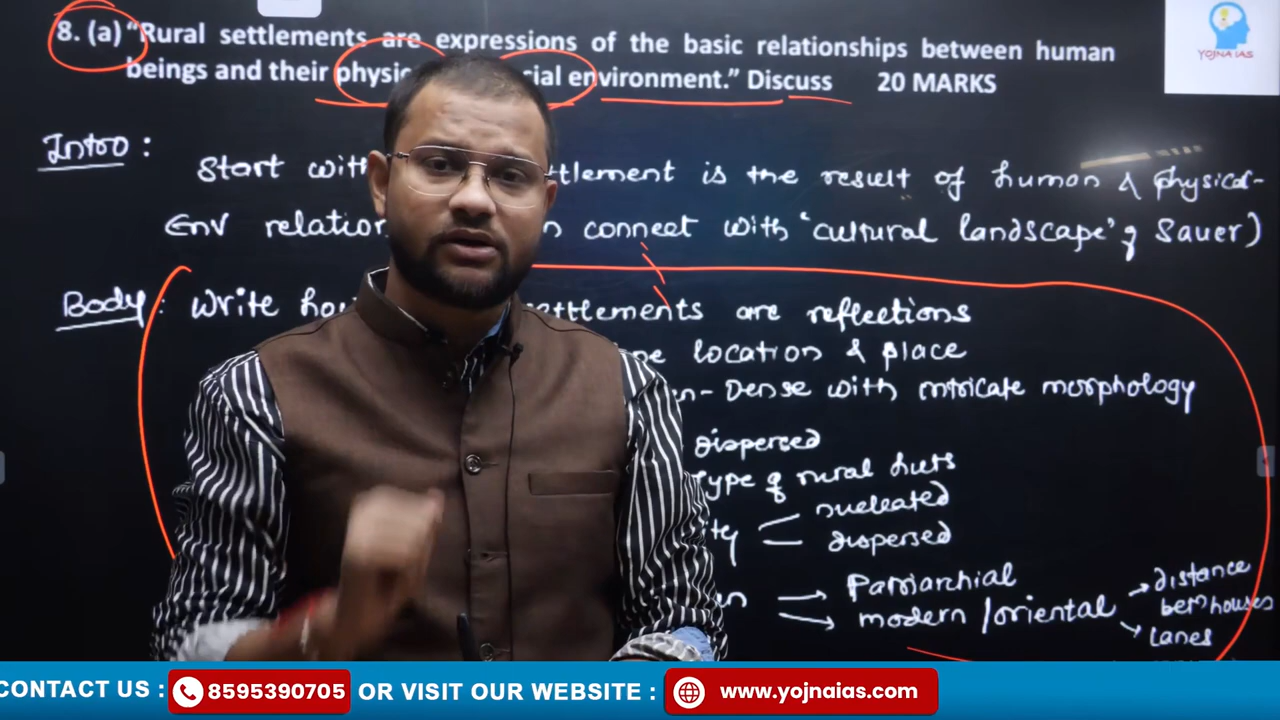 8. (a) “Rural settlements are expressions of the basic relationships between human
beings and their physic cial environment.” Discuss 20 MARKS
YOJNA IAS
Intro :
Start with ttlement is the result of human & physical-
Env relation connect with ‘cultural landscape’ of Sauer)
Body : Write how settlements are reflections
location & place
Dense with intricate morphology
dispersed
Type of rural huts
nucleated
dispersed
Patriarchial
modern / oriental
distance
betn houses
lanes
CONTACT US : 8595390705 OR VISIT OUR WEBSITE : www.yojnaias.com